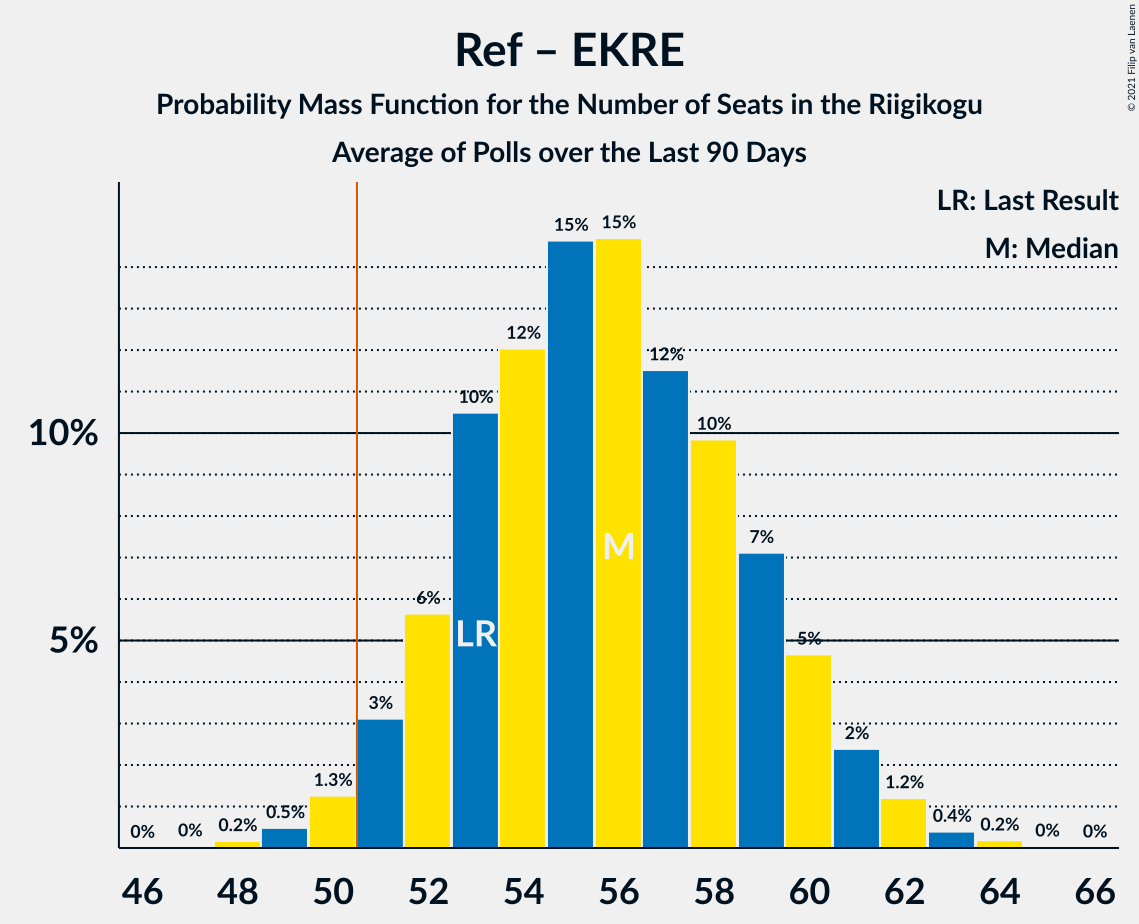 Ref – EKRE
Probability Mass Function for the Number of Seats in the Riigikogu
Average of Polls over the Last 90 Days
© 2021 Filip van Laenen
LR: Last Result
M: Median
10%
5%
0%
0%
0.2%
0.5%
1.3%
3%
6%
10%
12%
15%
15%
12%
10%
7%
5%
2%
1.2%
0.4%
0.2%
0%
0%
LR
M
46 48 50 52 54 56 58 60 62 64 66